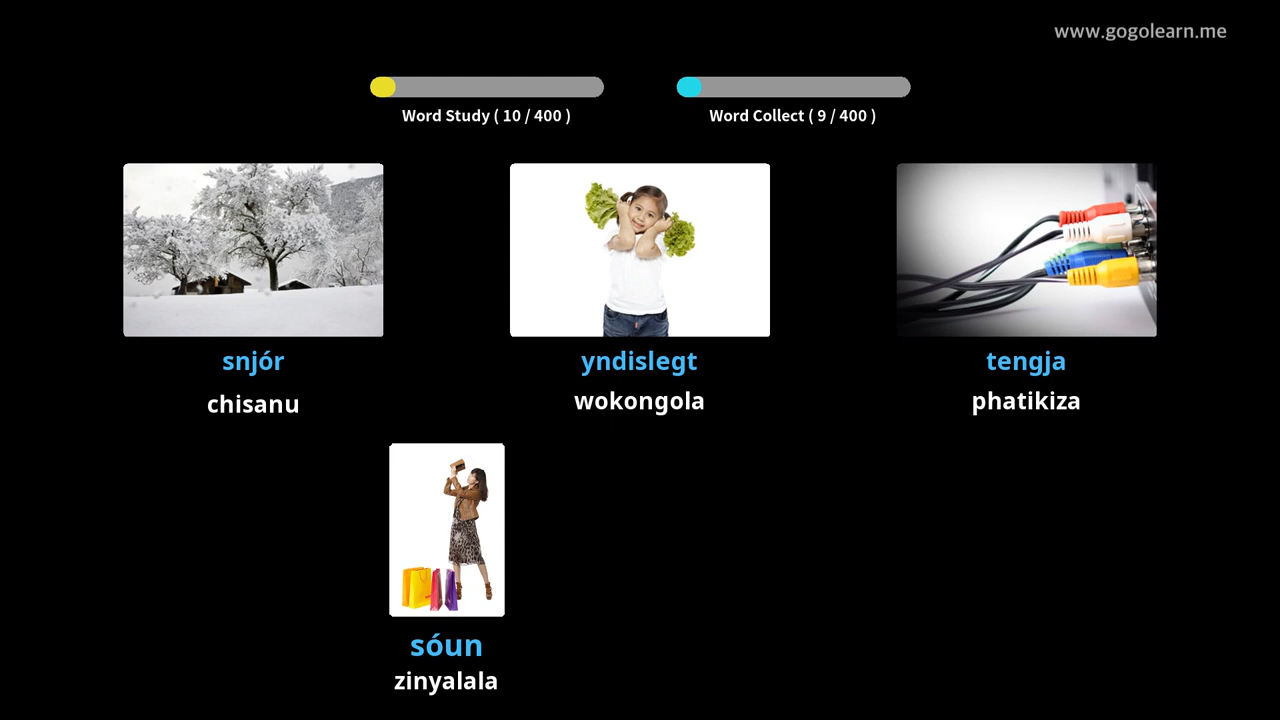 www.gogolearn.me
Word Study ( 10 / 400 )
Word Collect ( 9 / 400 )
snjór
yndislegt
tengja
chisanu
wokongola
phatikiza
sóun
zinyalala